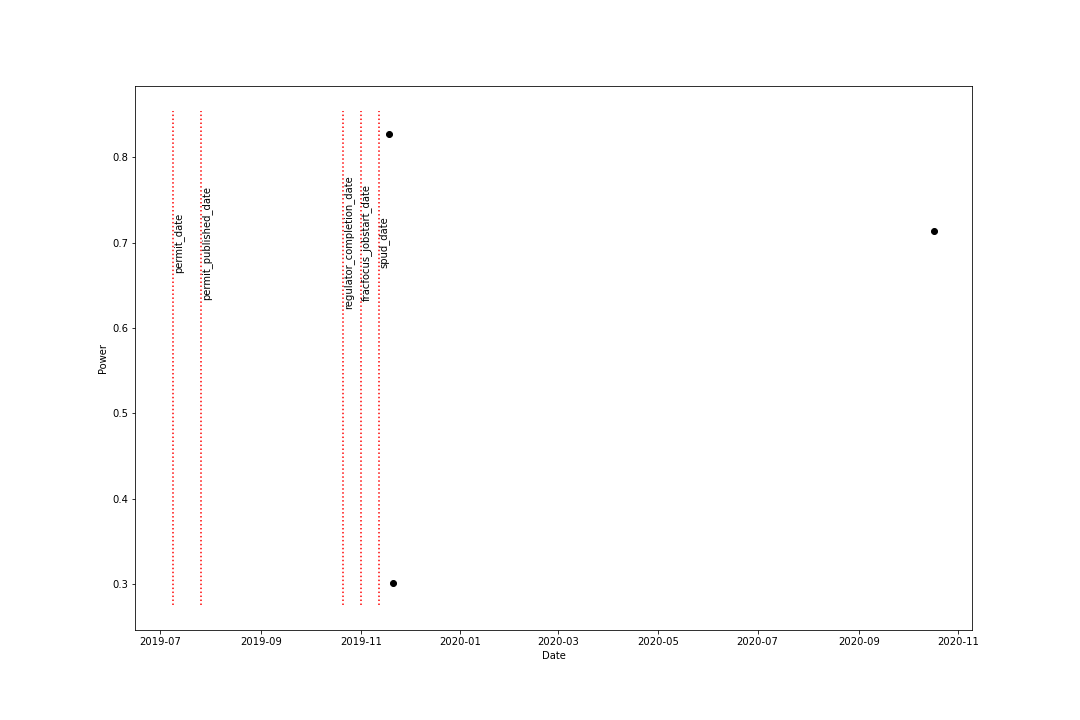 0.8
0.7
0.6
0.5
0.4
0.3
Power
permit_date
permit_published_date
regulator_completion_date
fracfocus_jobstart_date
spud_date
2019-07
2019-09
2019-11
2020-01
2020-03
2020-05
2020-07
2020-09
2020-11
Date